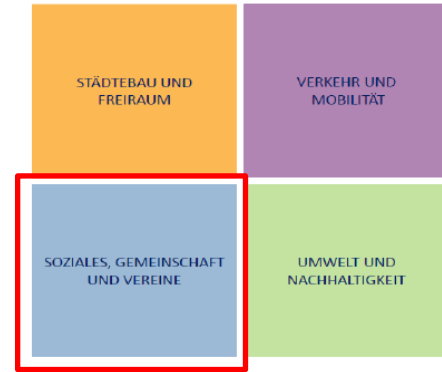 STÄDTEBAU UND
FREIRAUM
VERKEHR UND
MOBILITÄT
SOZIALES, GEMEINSCHAFT
UND VEREINE
UMWELT UND
NACHHALTIGKEIT